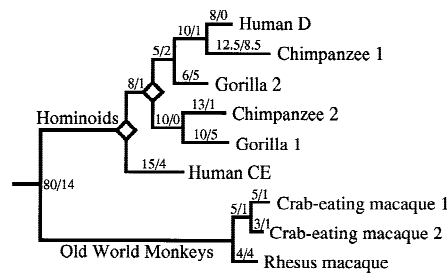 8/0 Human D
10/1
12.5/8.5 Chimpanzee 1
5/2
6/5 Gorilla 2
8/1
13/1 Chimpanzee 2
Hominoids
10/0
10/5 Gorilla 1
15/4 Human CE
80/14
5/1 Crab-eating macaque 1
5/1
3/1 Crab-eating macaque 2
Old World Monkeys
4/4 Rhesus macaque